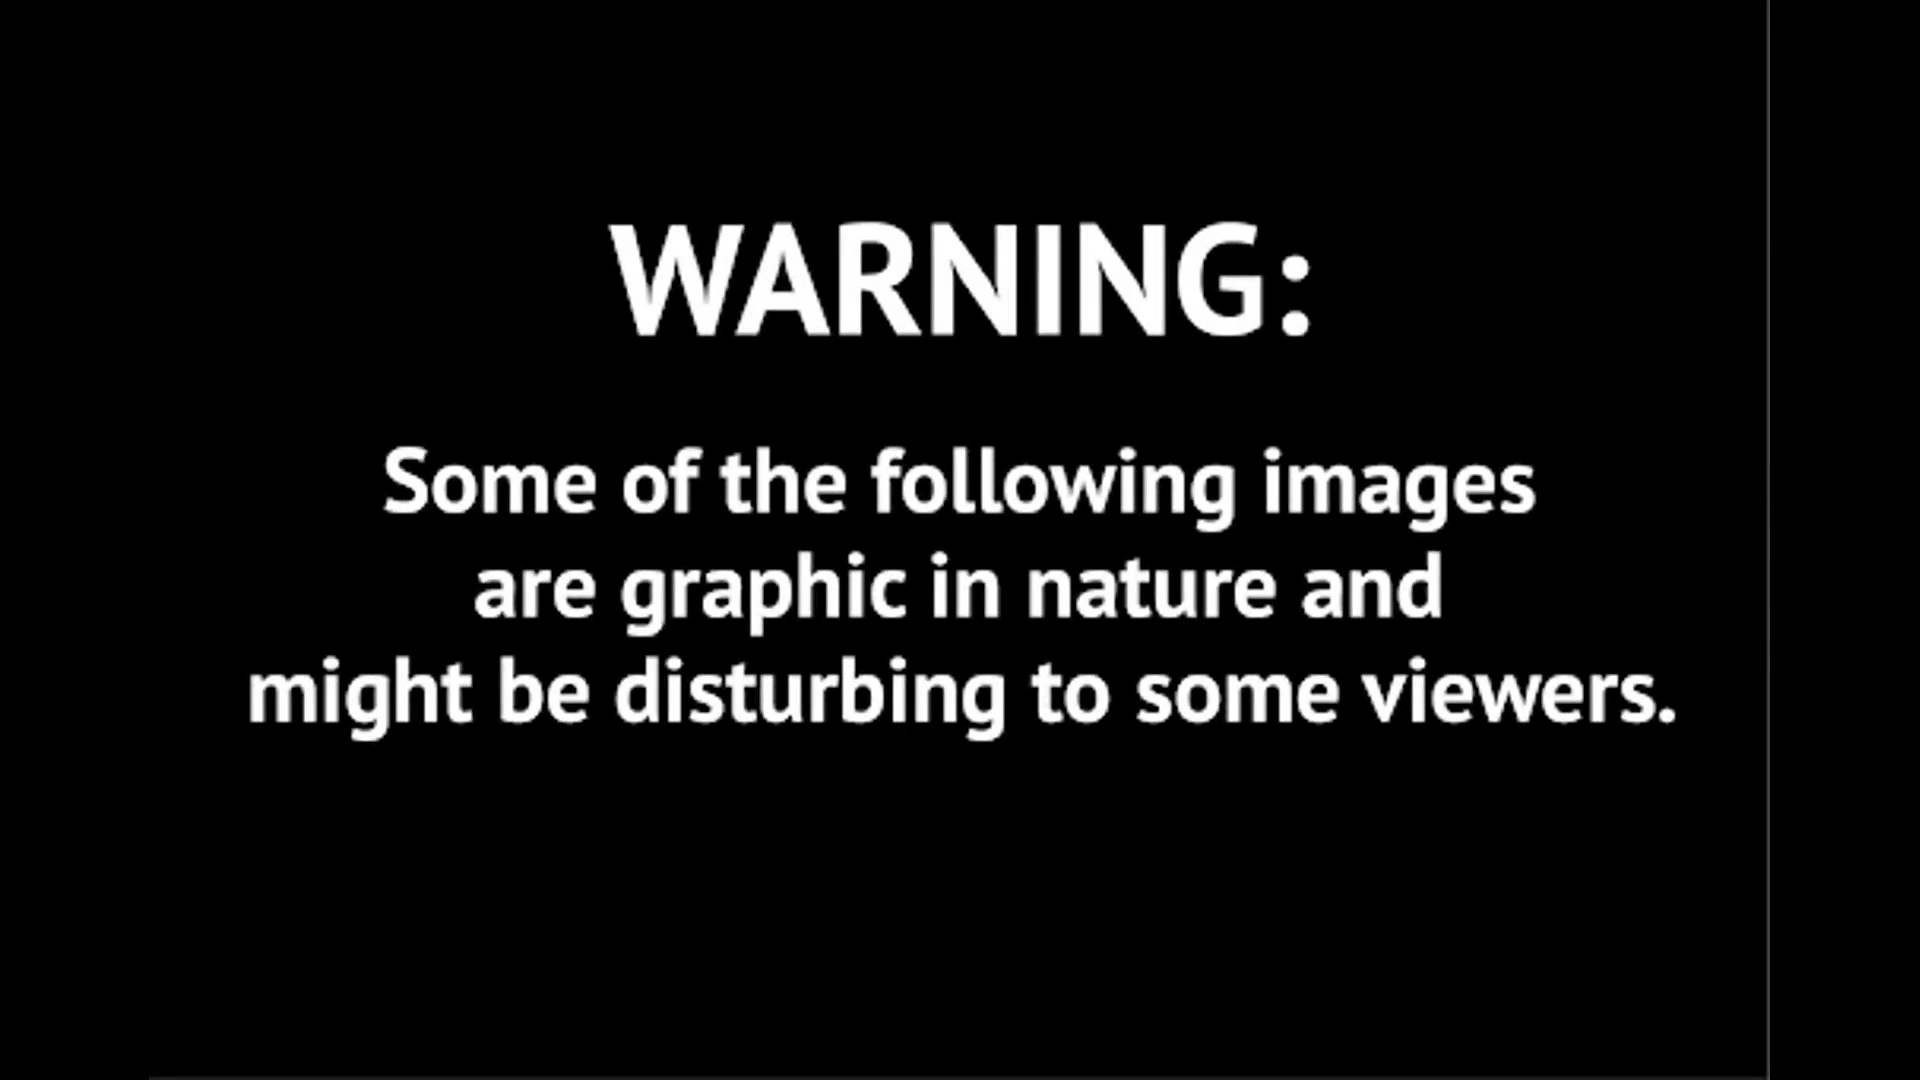 WARNING:
Some of the following images
are graphic in nature and
might be disturbing to some viewers.